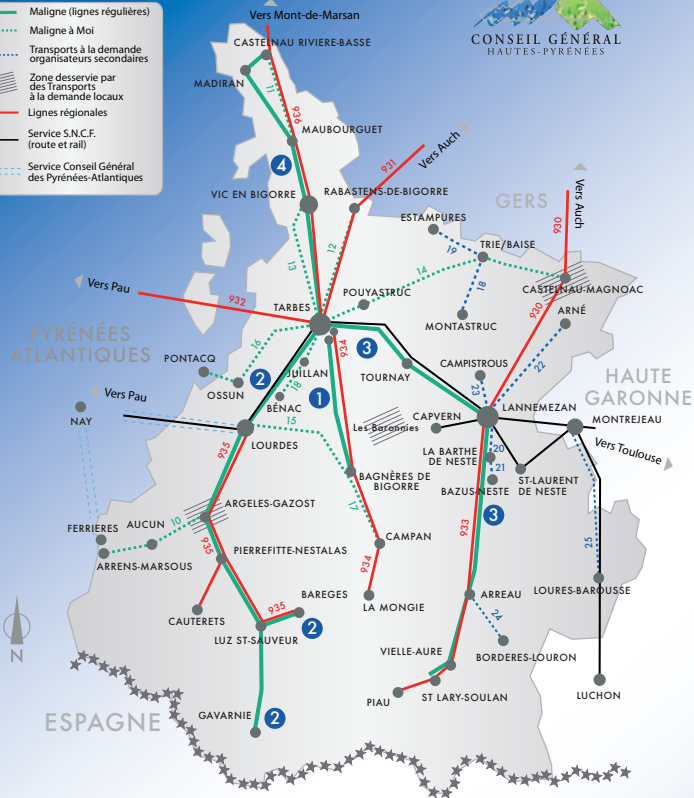 Maligne (lignes régulières)
Maligne à Moi
Transports à la demande
organisateurs secondaires
Zone desservie par
des Transports
à la demande locaux
Lignes régionales
Service S.N.C.F.
(route et rail)
Service Conseil Général
des Pyrénées-Atlantiques
CONSEIL GÉNÉRAL
HAUTES-PYRÉNÉES
Vers Mont-de-Marsan
CASTELNAU RIVIERE-BASSE
MADIRAN
11
936
MAUBOURGUET
4
931
Vers Auch
VIC EN BIGORRE
RABASTENS-DE-BIGORRE
ESTAMPURES
GERS
Vers Auch
930
19
TRIE/BAISE
12
13
14
18
CASTELNAU-MAGNOAC
Vers Pau
932
POUYASTRUC
TARBES
MONTASTRUC
930
ARNÉ
PYRÉNÉES
ATLANTIQUES
16
934
3
PONTACQ
OSSUN
2
JUILLAN
18
BÉNAC
1
TOURNAY
CAMPISTROUS
22
23
HAUTE
GARONNE
Vers Pau
NAY
LOURDES
15
Les Baronnies
CAPVERN
LANNEMEZAN
MONTREJEAU
Vers Toulouse
935
LA BARTHE
DE NESTE
20
21
BAZUS-NESTE
ST-LAURENT
DE NESTE
BAGNÈRES DE
BIGORRE
17
ARGELES-GAZOST
3
933
FERRIERES
AUCUN
10
ARRENS-MARSOUS
935
PIERREFITTE-NESTALAS
CAMPAN
934
25
LA MONGIE
ARREAU
LOURES-BAROUSSE
CAUTERETS
935
BAREGES
2
LUZ ST-SAUVEUR
24
BORDERES-LOURON
VIELLE-AURE
ST LARY-SOULAN
PIAU
LUCHON
N
ESPAGNE
GAVARNIE
2